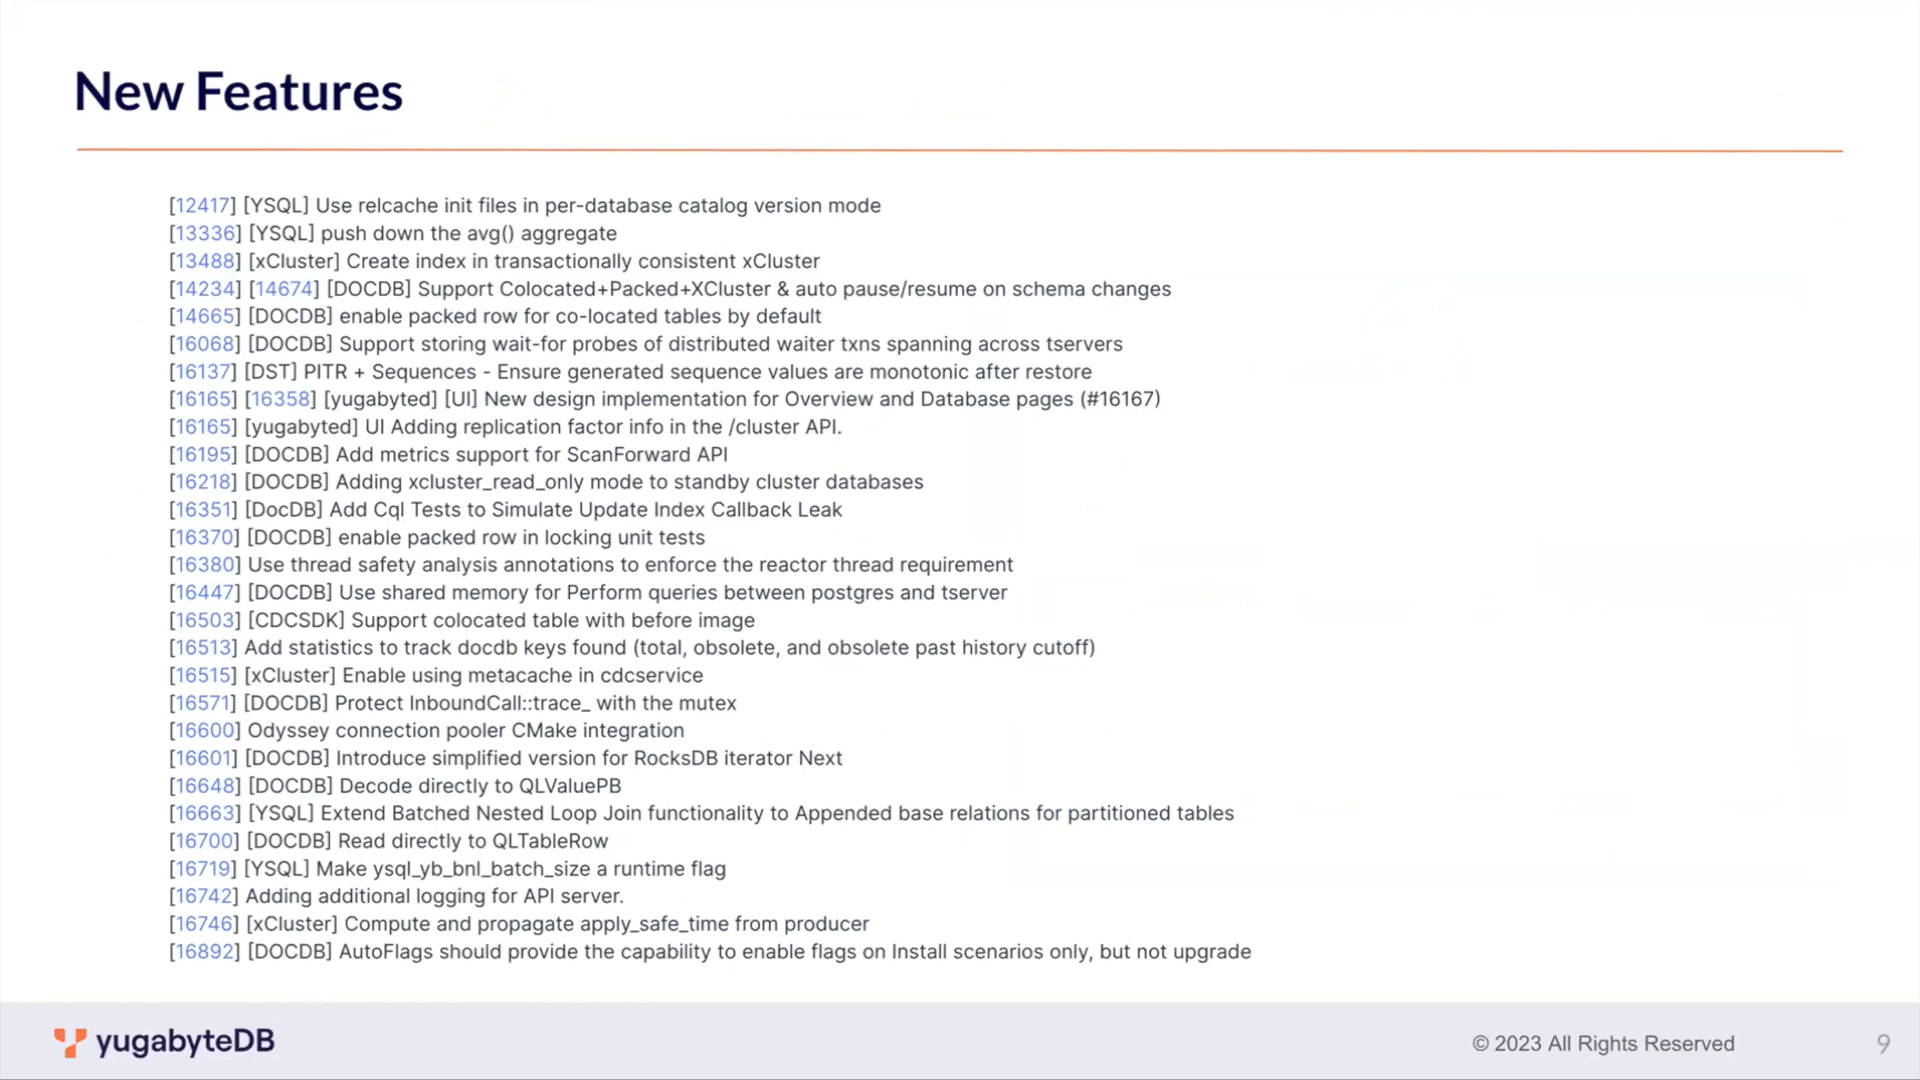 New Features
[12417] [YSQL] Use relcache init files in per-database catalog version mode
[13336] [YSQL] push down the avg() aggregate
[13488] [xCluster] Create index in transactionally consistent xCluster
[14234] [14674] [DOCDB] Support Colocated+Packed+XCluster & auto pause/resume on schema changes
[14665] [DOCDB] enable packed row for co-located tables by default
[16068] [DOCDB] Support storing wait-for probes of distributed waiter txns spanning across tservers
[16137] [DST] PITR + Sequences - Ensure generated sequence values are monotonic after restore
[16165] [16358] [yugabyted] [UI] New design implementation for Overview and Database pages (#16167)
[16165] [yugabyted] UI Adding replication factor info in the /cluster API.
[16195] [DOCDB] Add metrics support for ScanForward API
[16218] [DOCDB] Adding xcluster_read_only mode to standby cluster databases
[16351] [DocDB] Add Cql Tests to Simulate Update Index Callback Leak
[16370] [DOCDB] enable packed row in locking unit tests
[16380] Use thread safety analysis annotations to enforce the reactor thread requirement
[16447] [DOCDB] Use shared memory for Perform queries between postgres and tserver
[16503] [CDCSDK] Support colocated table with before image
[16513] Add statistics to track docdb keys found (total, obsolete, and obsolete past history cutoff)
[16515] [xCluster] Enable using metacache in cdcservice
[16571] [DOCDB] Protect InboundCall::trace_ with the mutex
[16600] Odyssey connection pooler CMake integration
[16601] [DOCDB] Introduce simplified version for RocksDB iterator Next
[16648] [DOCDB] Decode directly to QLValuePB
[16663] [YSQL] Extend Batched Nested Loop Join functionality to Appended base relations for partitioned tables
[16700] [DOCDB] Read directly to QLTableRow
[16719] [YSQL] Make ysql_yb_bnl_batch_size a runtime flag
[16742] Adding additional logging for API server.
[16746] [xCluster] Compute and propagate apply_safe_time from producer
[16892] [DOCDB] AutoFlags should provide the capability to enable flags on Install scenarios only, but not upgrade
yugabyteDB
© 2023 All Rights Reserved
9